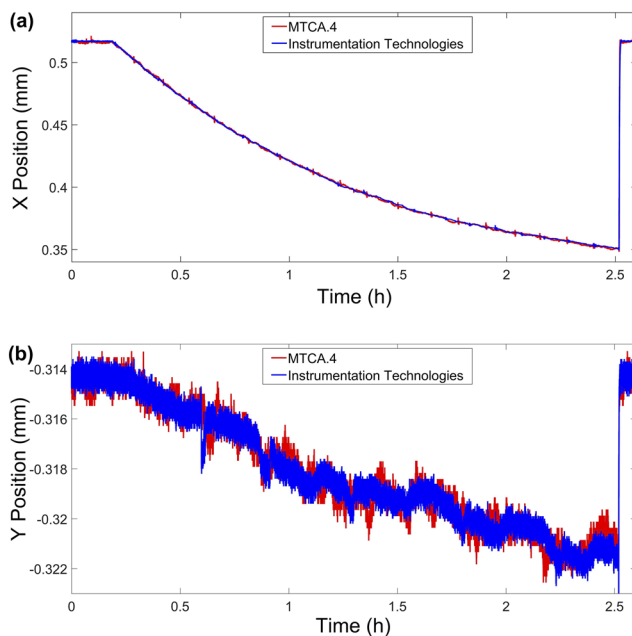 (a)
MTCA.4
Instrumentation Technologies
X Position (mm)
0.5
0.45
0.4
0.35
0 0.5 1 1.5 2 2.5
Time (h)
(b)
MTCA.4
Instrumentation Technologies
Y Position (mm)
-0.314
-0.316
-0.318
-0.32
-0.322
0 0.5 1 1.5 2 2.5
Time (h)